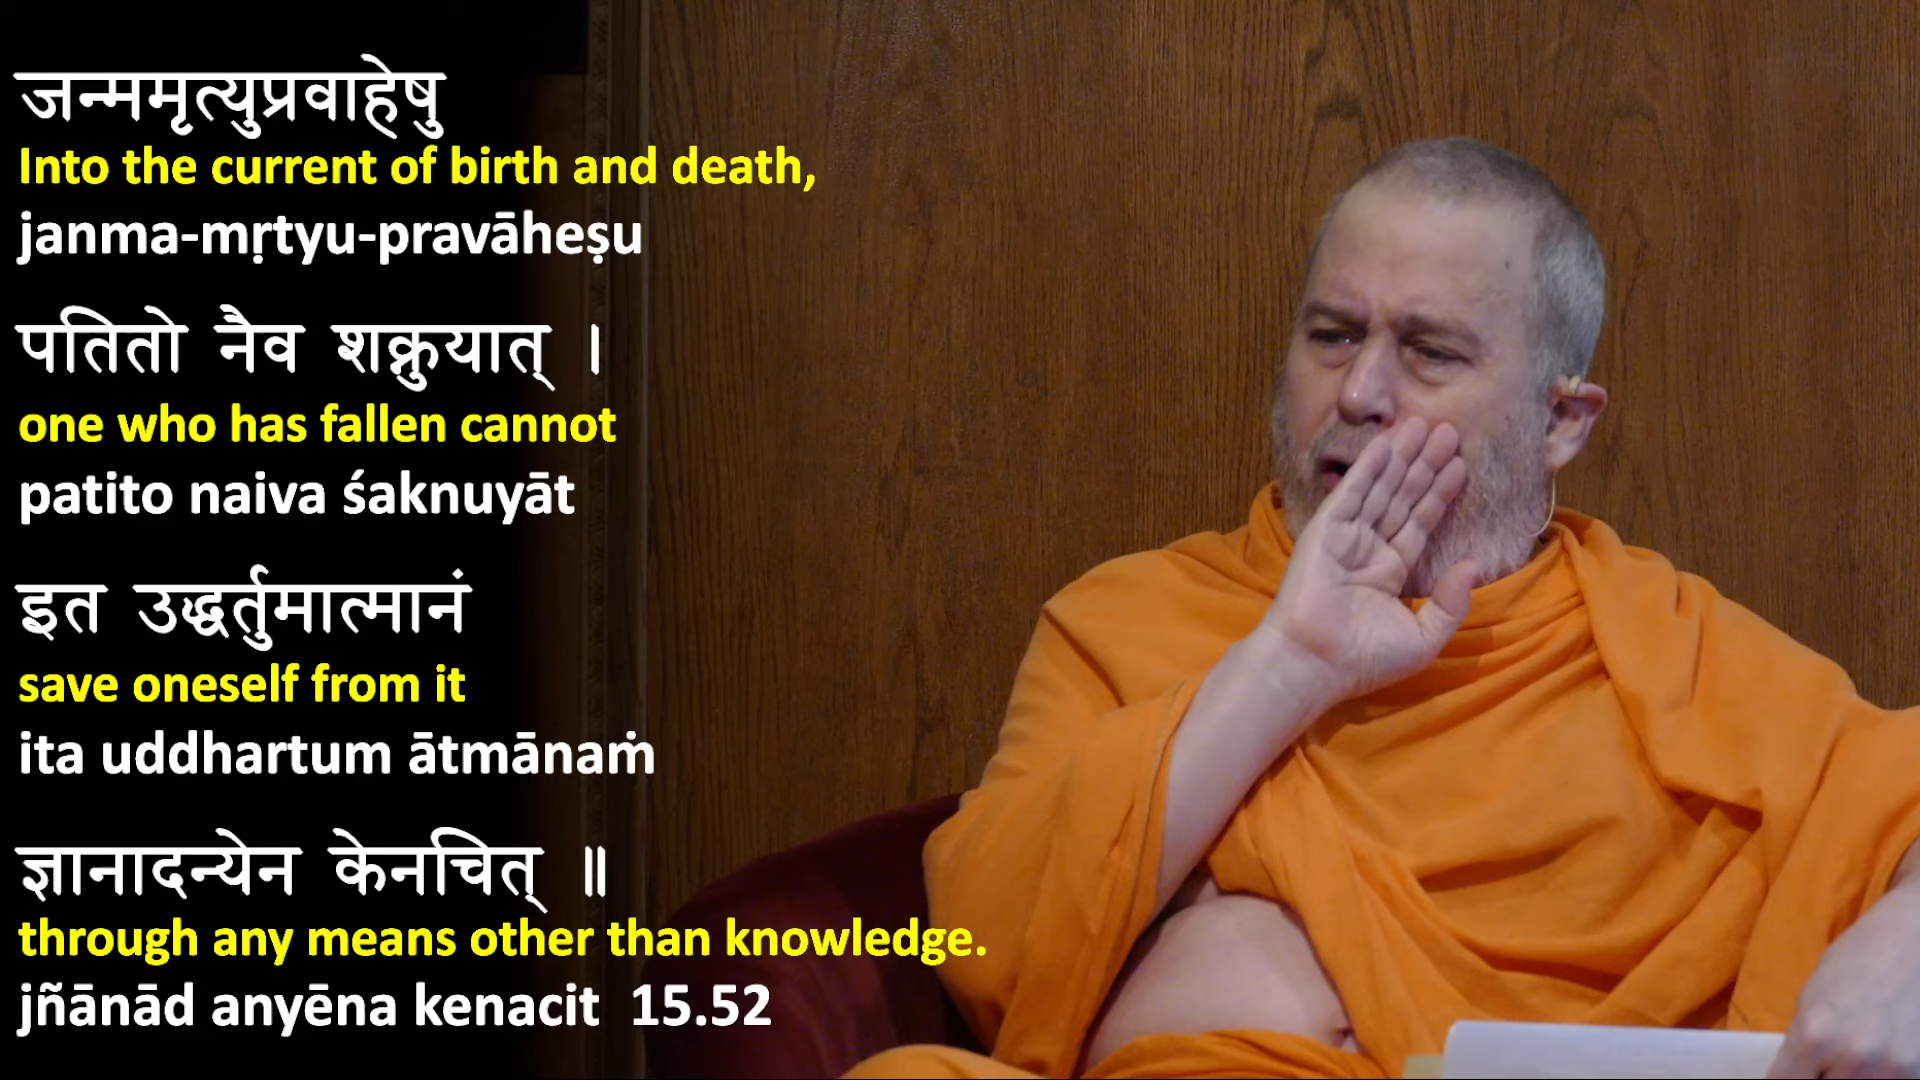 जन्ममृत्युप्रवाहेषु
Into the current of birth and death,
janma-mṛtyu-pravāheṣu
पतितो नैव शक्नुयात् ।
one who has fallen cannot
patito naiva śaknuyāt
इत उद्धर्तुमात्मानं
save oneself from it
ita uddhartum ātmānaṁ
ज्ञानादन्येन केनचित् ॥
through any means other than knowledge.
jñānād anyēna kenacit 15.52